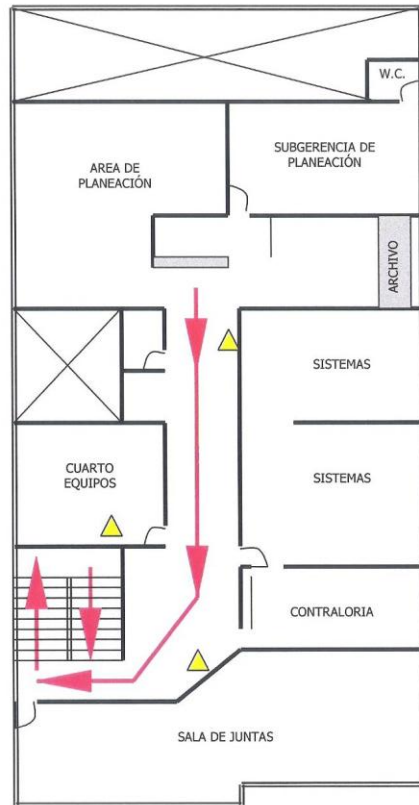 W.C.
AREA DE
PLANEACIÓN
SUBGERENCIA DE
PLANEACIÓN
ARCHIVO
SISTEMAS
CUARTO
EQUIPOS
SISTEMAS
CONTRALORIA
SALA DE JUNTAS